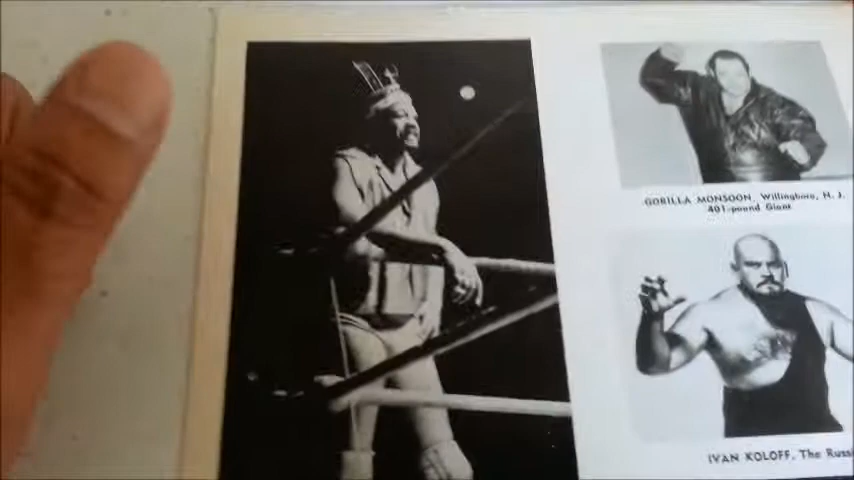 GORILLA MONSOON, Willingboro, N. J.
401-pound Giant
IVAN KOLOFF, The Russ